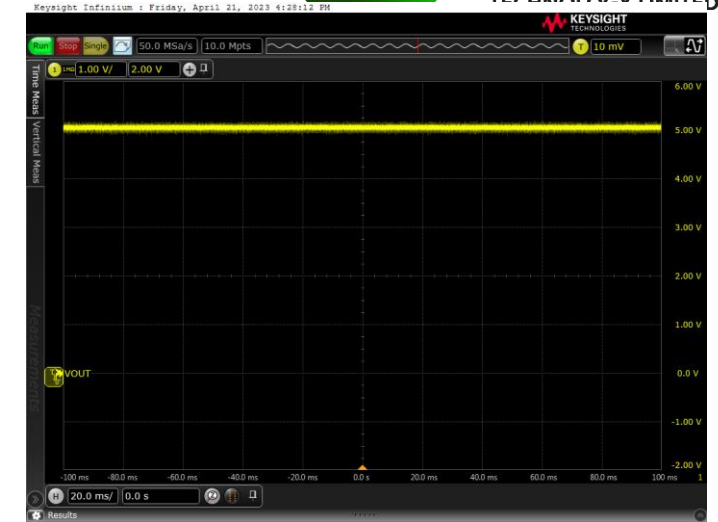 Keysight Infiniium : Friday, April 21, 2023 4:28:12 PM
KEYSIGHT
TECHNOLOGIES
Run Stop Single 50.0 MSa/s 10.0 Mpts T 10 mV
1 1.00 V/ 2.00 V
Time Meas
Vertical Meas
Measurements
6.00 V
5.00 V
4.00 V
3.00 V
2.00 V
1.00 V
VOUT 0.0 V
-1.00 V
-2.00 V
-100 ms -80.0 ms -60.0 ms -40.0 ms -20.0 ms 0.0 s 20.0 ms 40.0 ms 60.0 ms 80.0 ms 100 ms 1
H 20.0 ms/ 0.0 s
Results